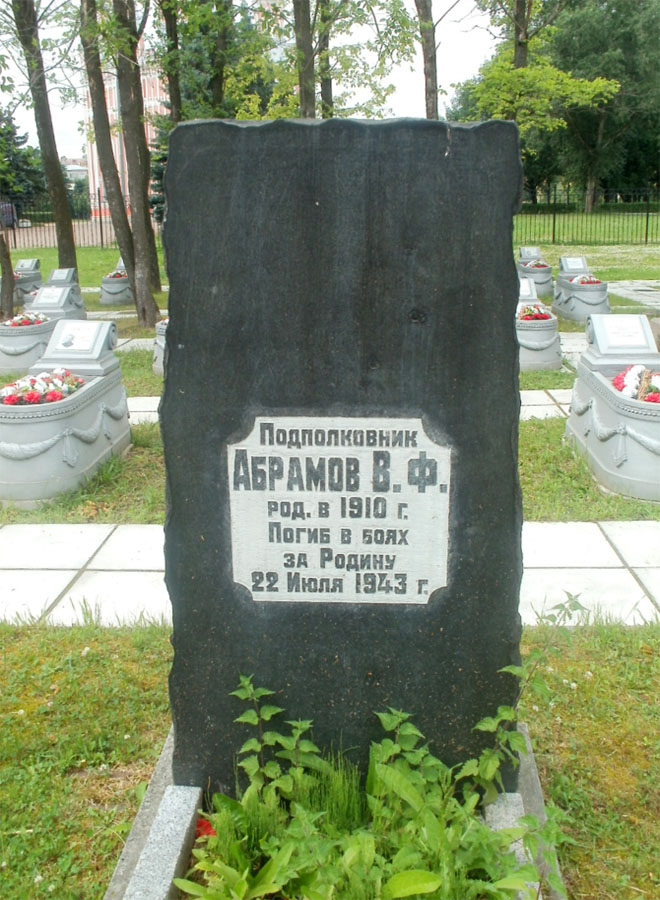 Подполковник
Абрамов В. Ф.
род. в 1910 г.
Погиб в боях
за Родину
22 Июля 1943 г.